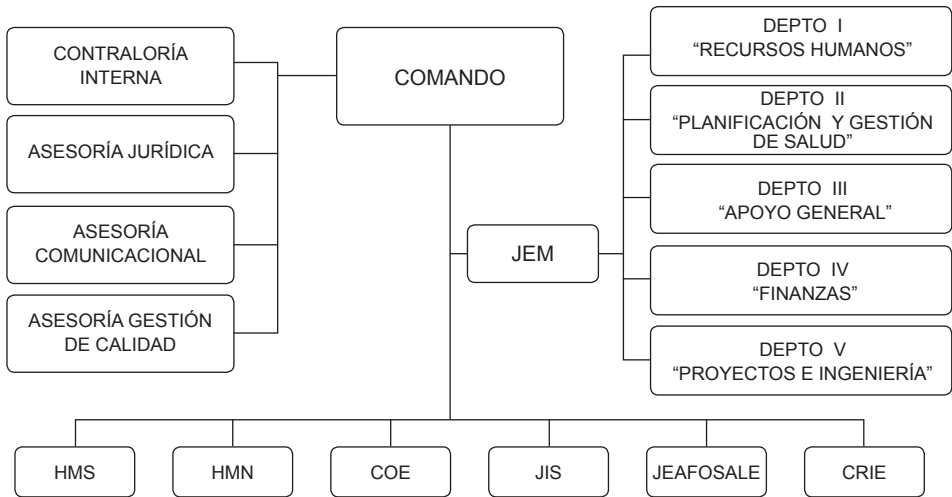 CONTRALORÍA
INTERNA
ASESORÍA JURÍDICA
ASESORÍA
COMUNICACIONAL
ASESORÍA GESTIÓN
DE CALIDAD
COMANDO
JEM
DEPTO I
“RECURSOS HUMANOS”
DEPTO II
“PLANIFICACIÓN Y GESTIÓN
DE SALUD”
DEPTO III
“APOYO GENERAL”
DEPTO IV
“FINANZAS”
DEPTO V
“PROYECTOS E INGENIERÍA”
HMS
HMN
COE
JIS
JEAFOSALE
CRIE